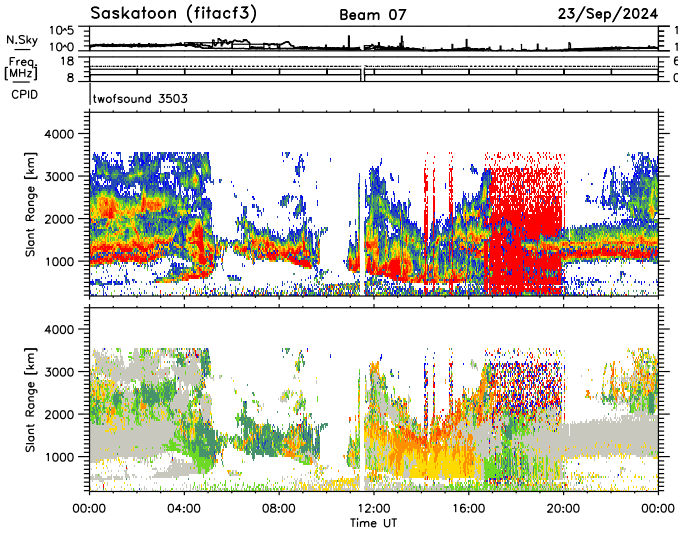 Saskatoon (fitacf3) Beam 07 23/Sep/2024
N.Sky 10^5 10^0 1 1
Freq. [MHz] 18 8 6 0
CPID twofsound 3503
Slant Range [km] 4000 3000 2000 1000
Slant Range [km] 4000 3000 2000 1000
00:00 04:00 08:00 12:00 16:00 20:00 00:00
Time UT